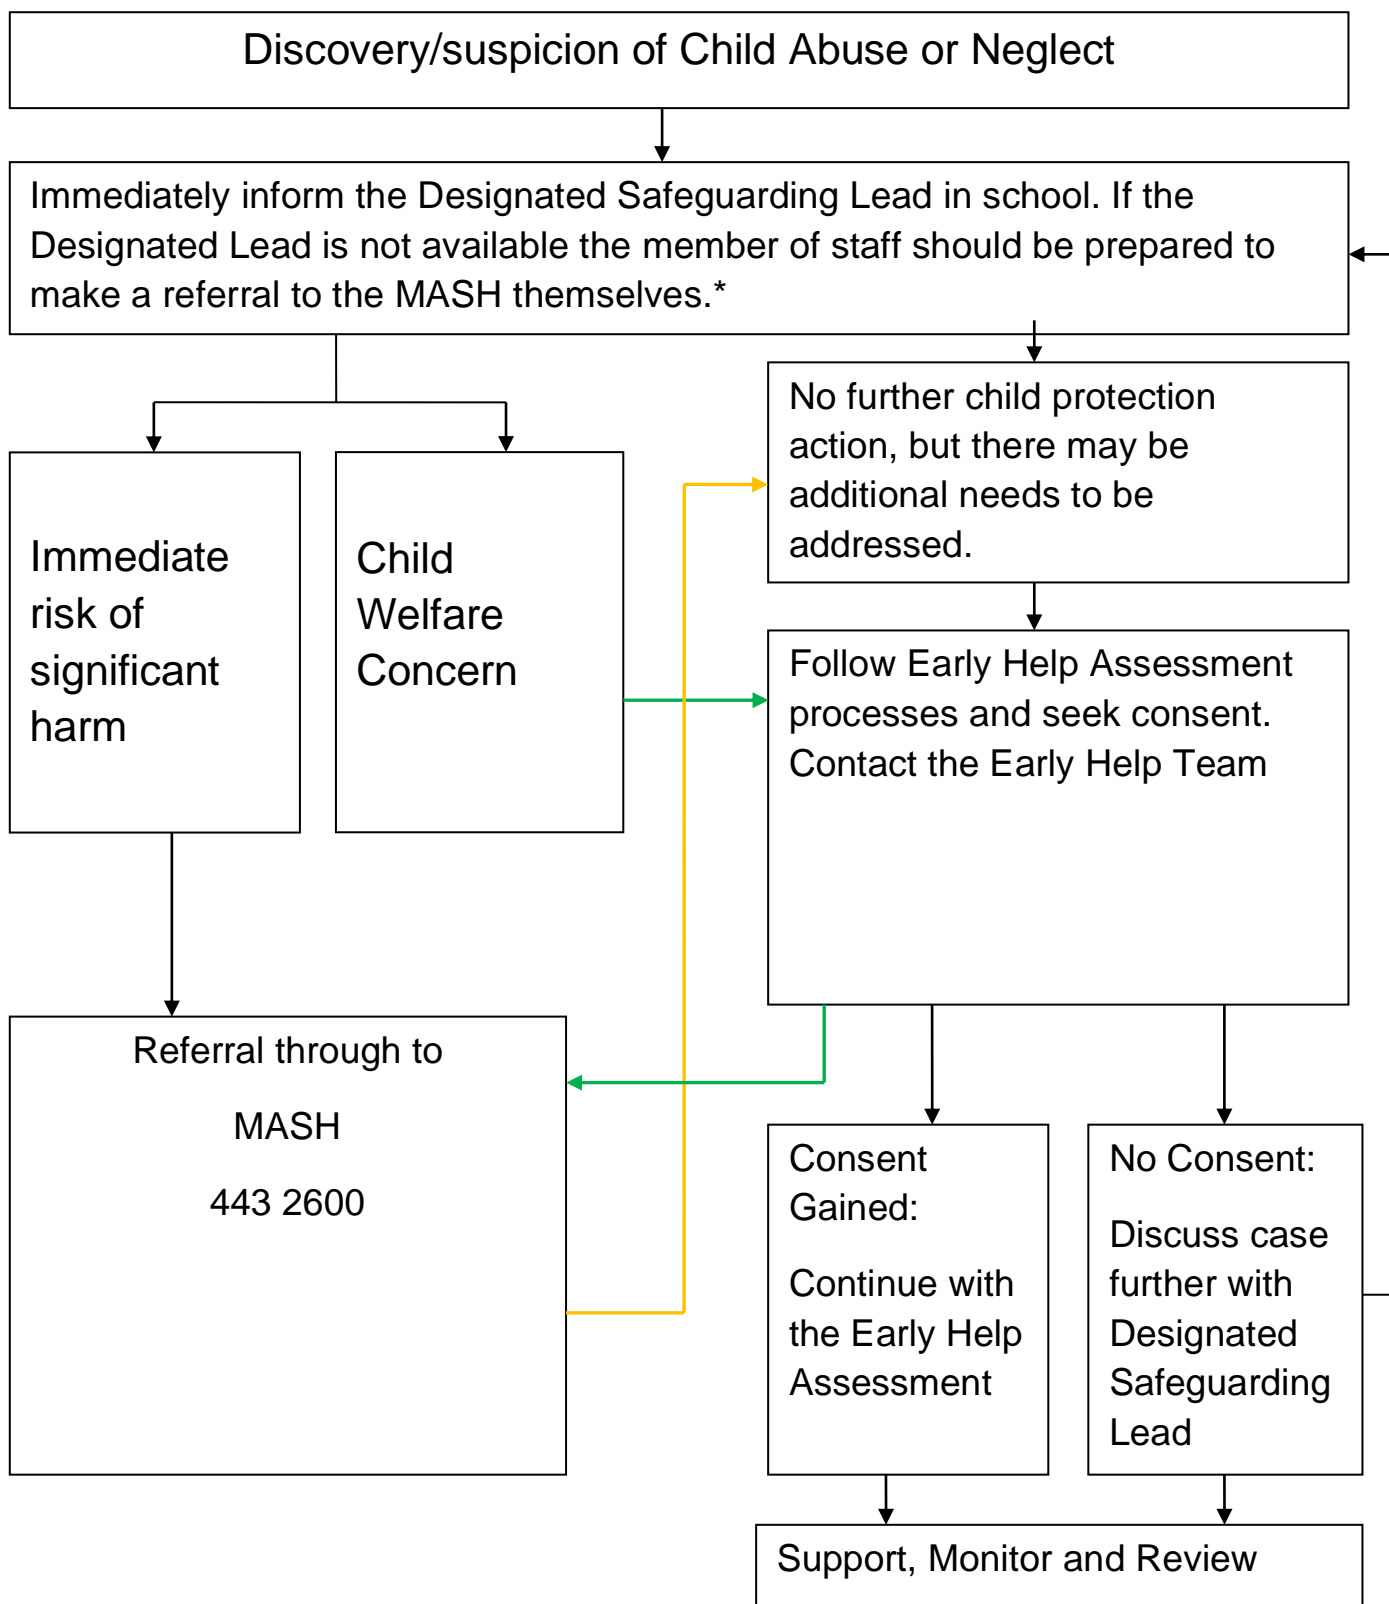 Discovery/suspicion of Child Abuse or Neglect
Immediately inform the Designated Safeguarding Lead in school. If the
Designated Lead is not available the member of staff should be prepared to
make a referral to the MASH themselves.*
No further child protection
action, but there may be
additional needs to be
addressed.
Immediate
risk of
significant
harm
Child
Welfare
Concern
Follow Early Help Assessment
processes and seek consent.
Contact the Early Help Team
Referral through to
MASH
443 2600
Consent
Gained:
Continue with
the Early Help
Assessment
No Consent:
Discuss case
further with
Designated
Safeguarding
Lead
Support, Monitor and Review